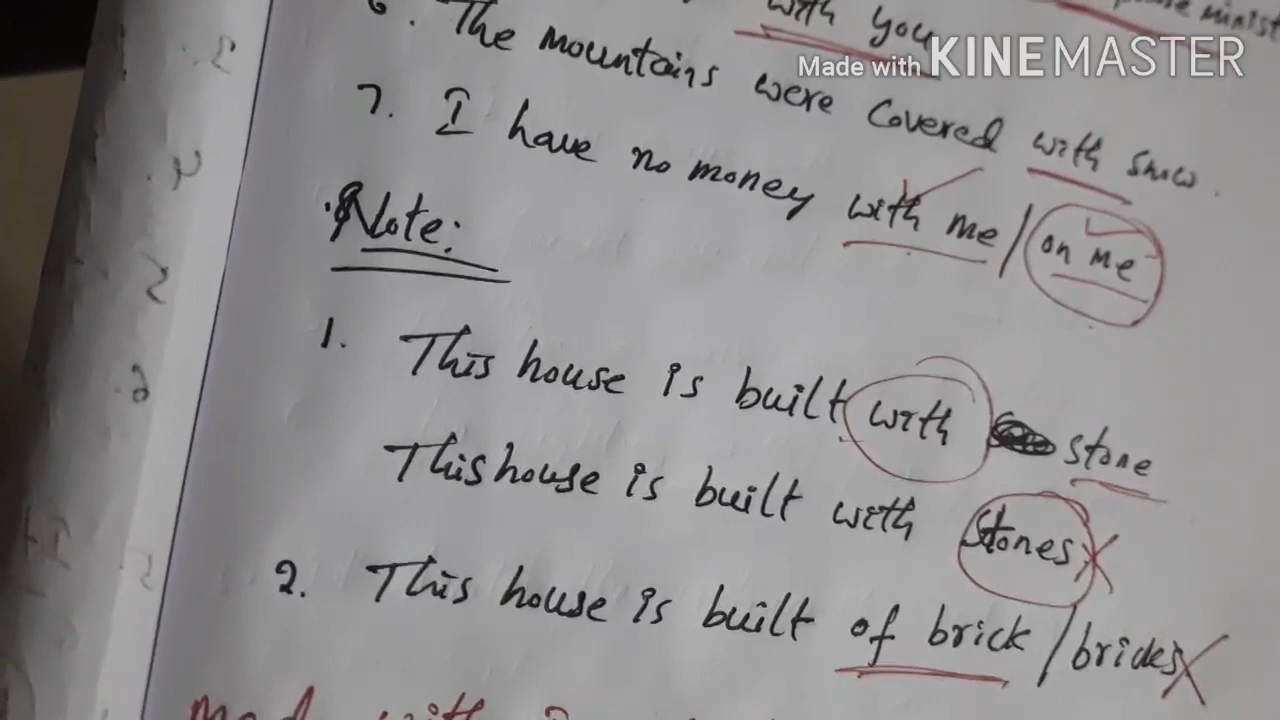 with you
Made with KINEMASTER
6. The mountains were covered with snow.
7. I have no money with me / on me
Note:
1. This house is built with stone
This house is built with stones
2. This house is built of brick / brides